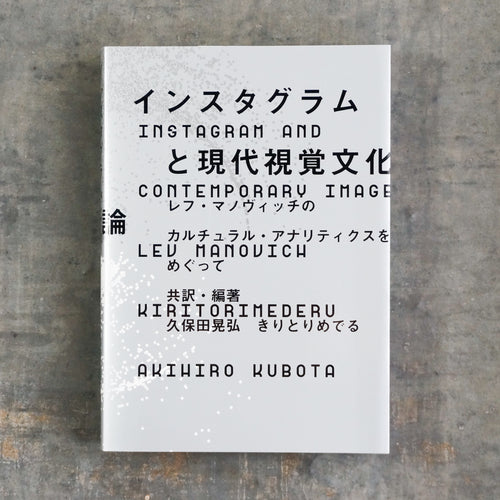 インスタグラム
INSTAGRAM AND
と現代視覚文化
CONTEMPORARY IMAGE
レフ・マノヴィッチの
論
カルチュラル・アナリティクスを
LEV MANOVICH
めぐって
共訳・編著
KIRITORIMEDERU
久保田晃弘 きりとりめでる
AKIHIRO KUBOTA